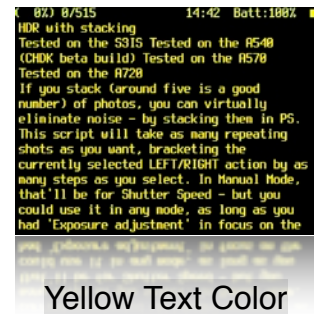 ( 0%) 0/515 14:42 Batt:100%
HDR with stacking
Tested on the S3IS Tested on the A540
(CHDK beta build) Tested on the A570
Tested on the A720
If you stack (around five is a good
number) of photos, you can virtually
eliminate noise - by stacking them in PS.
This script will take as many repeating
shots as you want, bracketing the
currently selected LEFT/RIGHT action by as
many steps as you select. In Manual Mode,
that'll be for Shutter Speed - but you
could use it in any mode, as long as you
had 'Exposure adjustment' in focus on the
Yellow Text Color